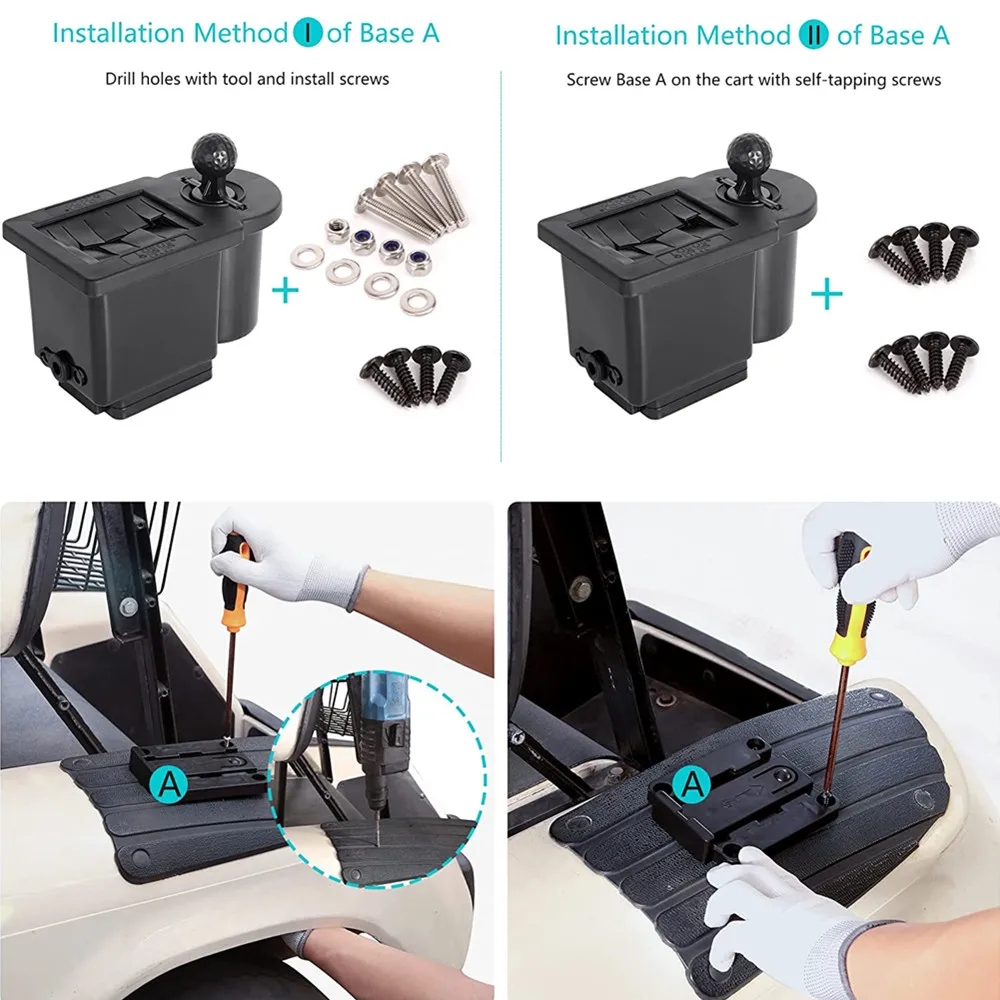 Installation Method I of Base A
Drill holes with tool and install screws
Installation Method II of Base A
Screw Base A on the cart with self-tapping screws
A
A